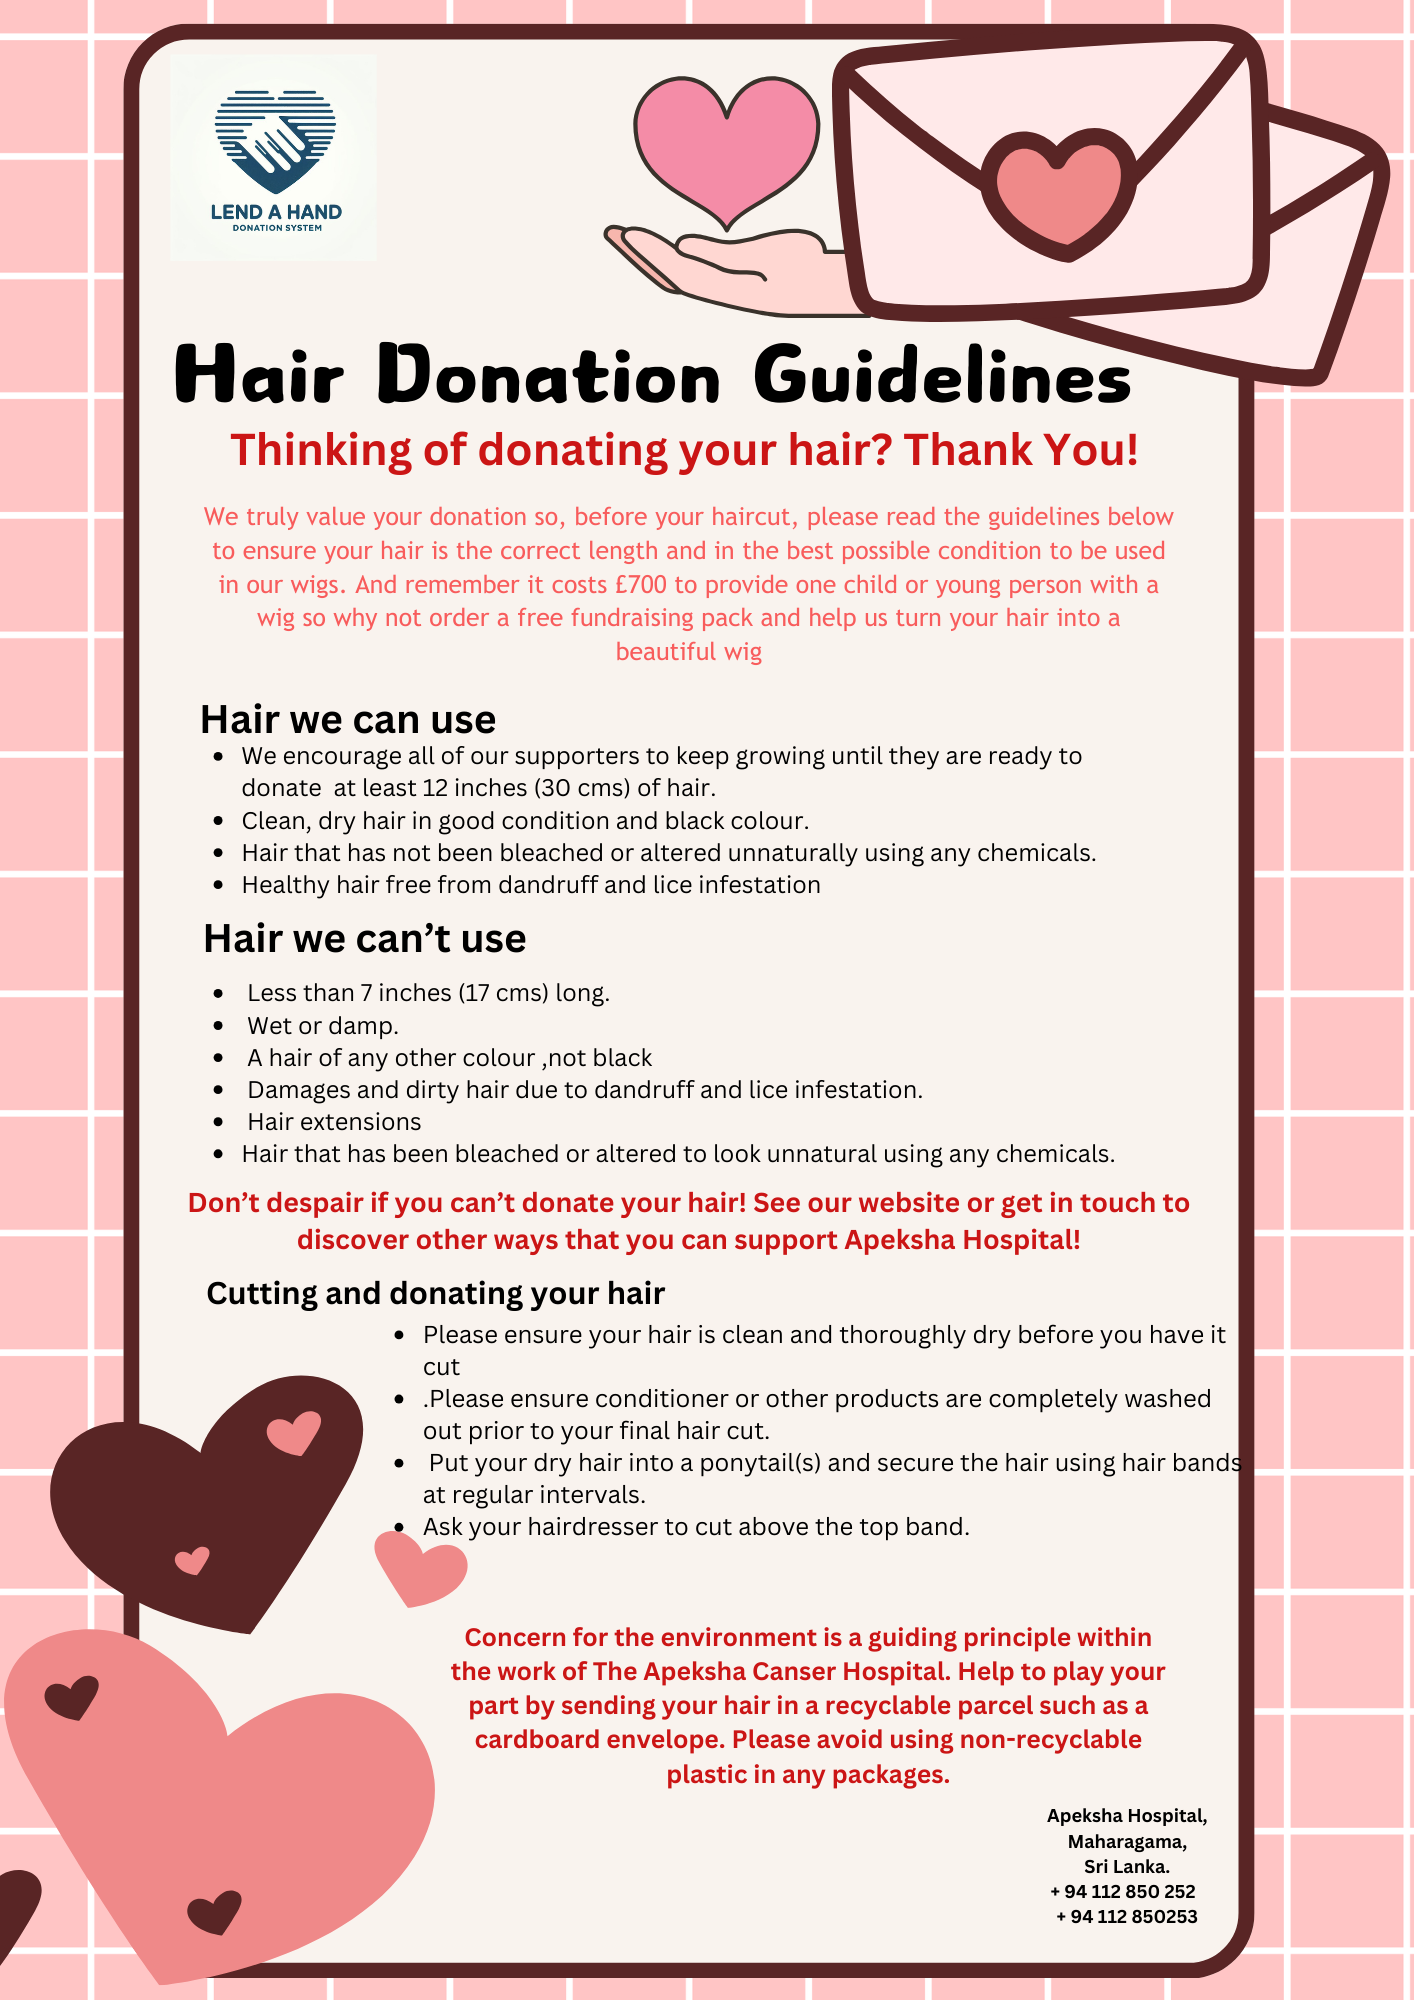 LEND A HAND
DONATION SYSTEM
Hair Donation Guidelines
Thinking of donating your hair? Thank You!
We truly value your donation so, before your haircut, please read the guidelines below
to ensure your hair is the correct length and in the best possible condition to be used
in our wigs. And remember it costs £700 to provide one child or young person with a
wig so why not order a free fundraising pack and help us turn your hair into a
beautiful wig
Hair we can use
• We encourage all of our supporters to keep growing until they are ready to
donate  at least 12 inches (30 cms) of hair.
• Clean, dry hair in good condition and black colour.
• Hair that has not been bleached or altered unnaturally using any chemicals.
• Healthy hair free from dandruff and lice infestation
Hair we can’t use
• Less than 7 inches (17 cms) long.
• Wet or damp.
• A hair of any other colour ,not black
• Damages and dirty hair due to dandruff and lice infestation.
• Hair extensions
• Hair that has been bleached or altered to look unnatural using any chemicals.
Don’t despair if you can’t donate your hair! See our website or get in touch to
discover other ways that you can support Apeksha Hospital!
Cutting and donating your hair
• Please ensure your hair is clean and thoroughly dry before you have it
cut
• .Please ensure conditioner or other products are completely washed
out prior to your final hair cut.
• Put your dry hair into a ponytail(s) and secure the hair using hair bands
at regular intervals.
• Ask your hairdresser to cut above the top band.
Concern for the environment is a guiding principle within
the work of The Apeksha Canser Hospital. Help to play your
part by sending your hair in a recyclable parcel such as a
cardboard envelope. Please avoid using non-recyclable
plastic in any packages.
Apeksha Hospital,
Maharagama,
Sri Lanka.
+ 94 112 850 252
+ 94 112 850253